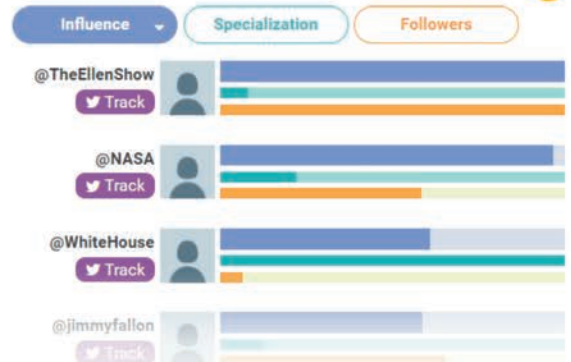 Influence Specialization Followers
@TheEllenShow
Track
@NASA
Track
@WhiteHouse
Track
@jimmyfallon
Track